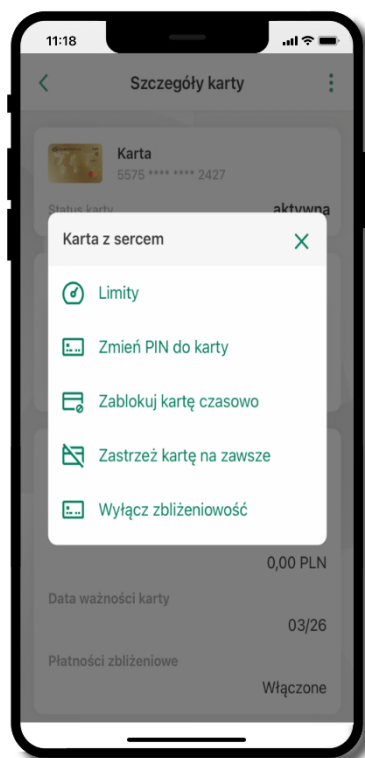 11:18
Szczegóły karty
Karta
5575 **** **** 2427
Status karty
aktywna
Karta z sercem
Limity
Zmień PIN do karty
Zablokuj kartę czasowo
Zastrzeż kartę na zawsze
Wyłącz zbliżeniowość
0,00 PLN
Data ważności karty
03/26
Płatności zbliżeniowe
Włączone